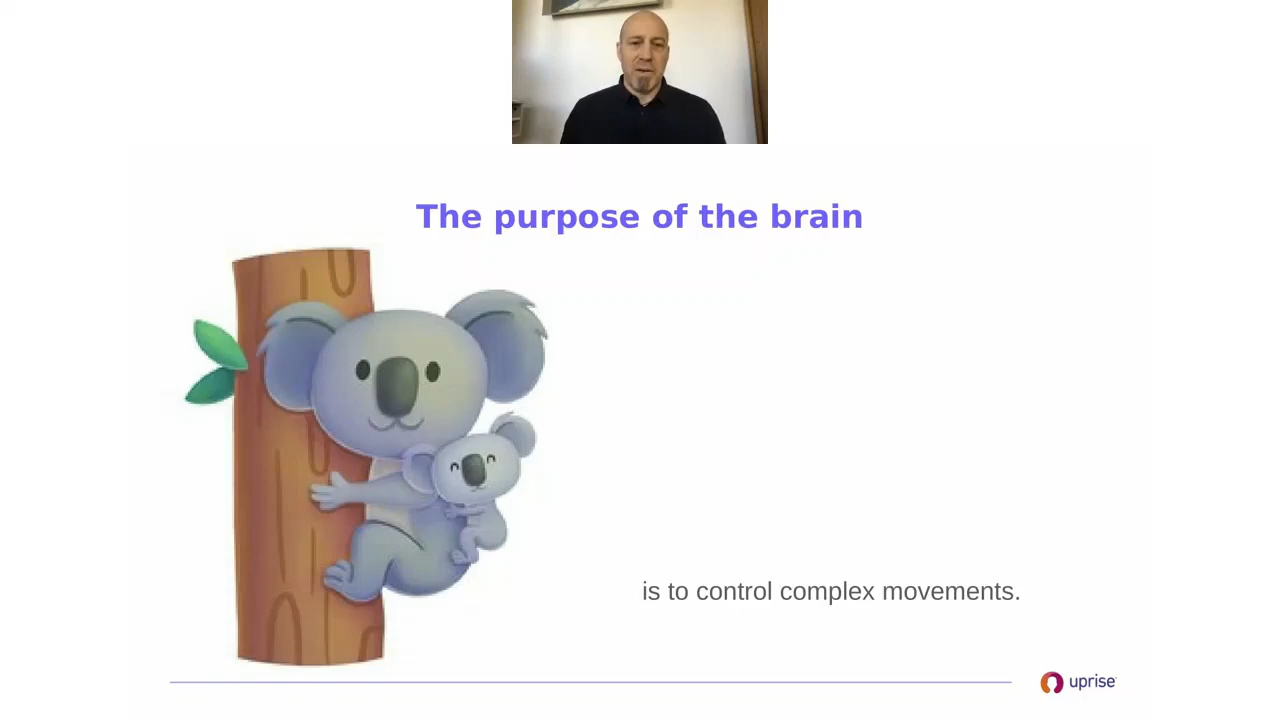 The purpose of the brain
is to control complex movements.
uprise